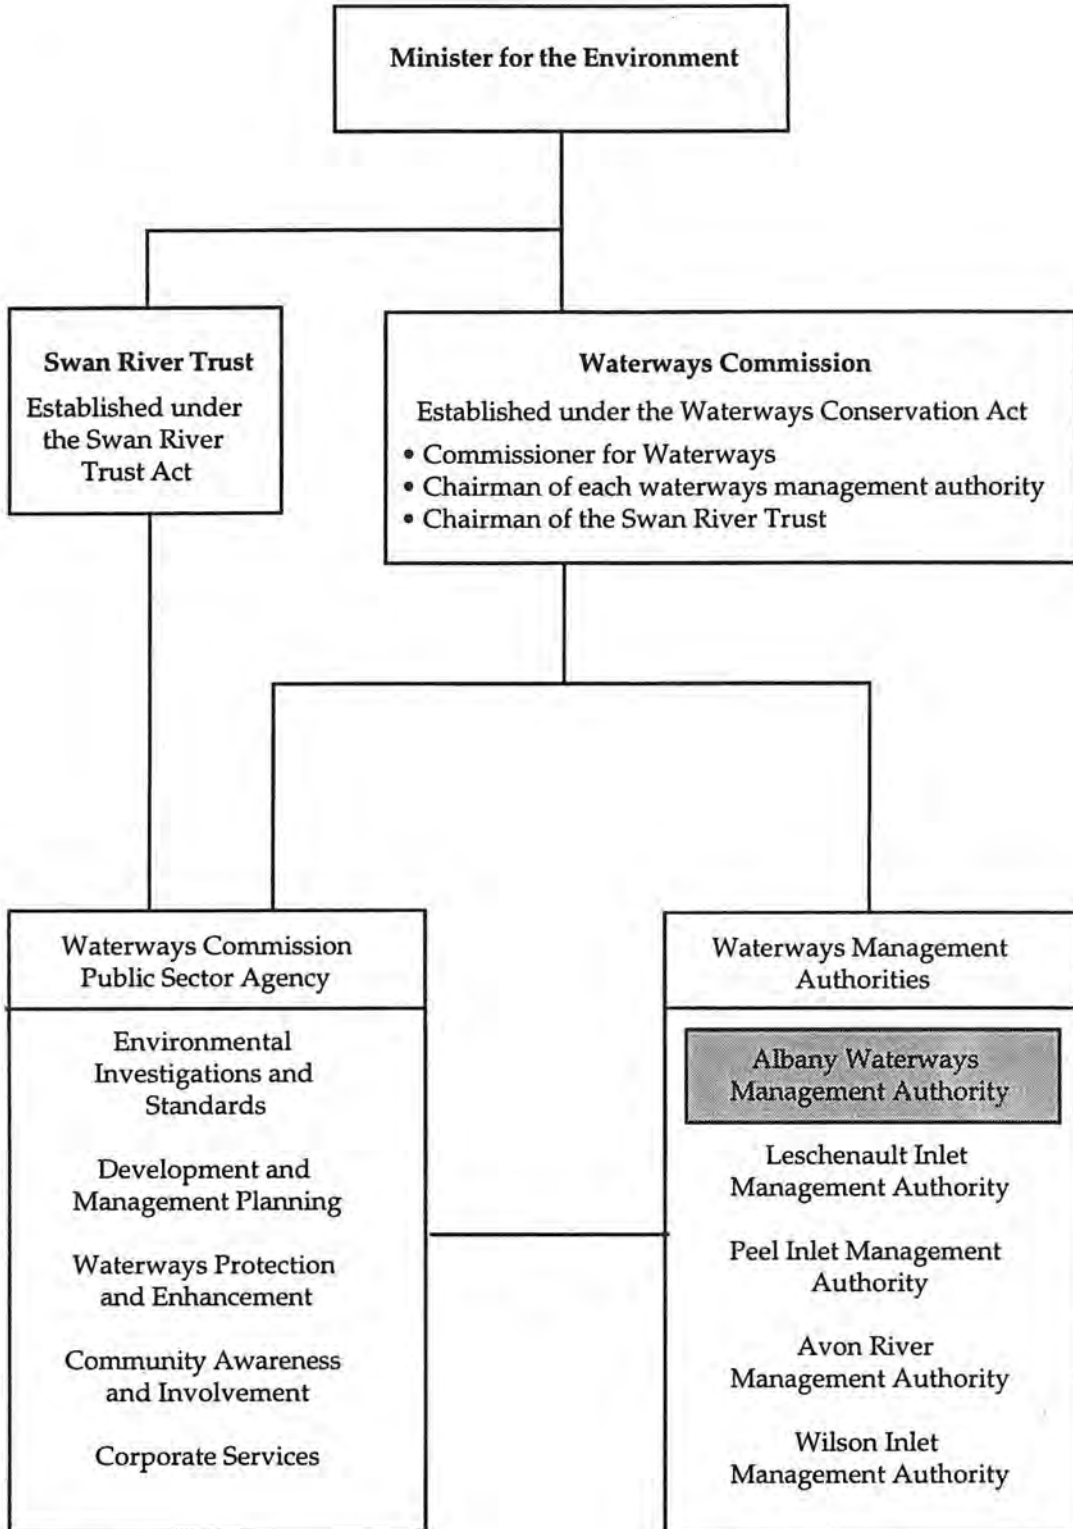 Minister for the Environment
Swan River Trust
Established under
the Swan River
Trust Act
Waterways Commission
Established under the Waterways Conservation Act
• Commissioner for Waterways
• Chairman of each waterways management authority
• Chairman of the Swan River Trust
Waterways Commission
Public Sector Agency
Environmental
Investigations and
Standards
Development and
Management Planning
Waterways Protection
and Enhancement
Community Awareness
and Involvement
Corporate Services
Waterways Management
Authorities
Albany Waterways
Management Authority
Leschenault Inlet
Management Authority
Peel Inlet Management
Authority
Avon River
Management Authority
Wilson Inlet
Management Authority